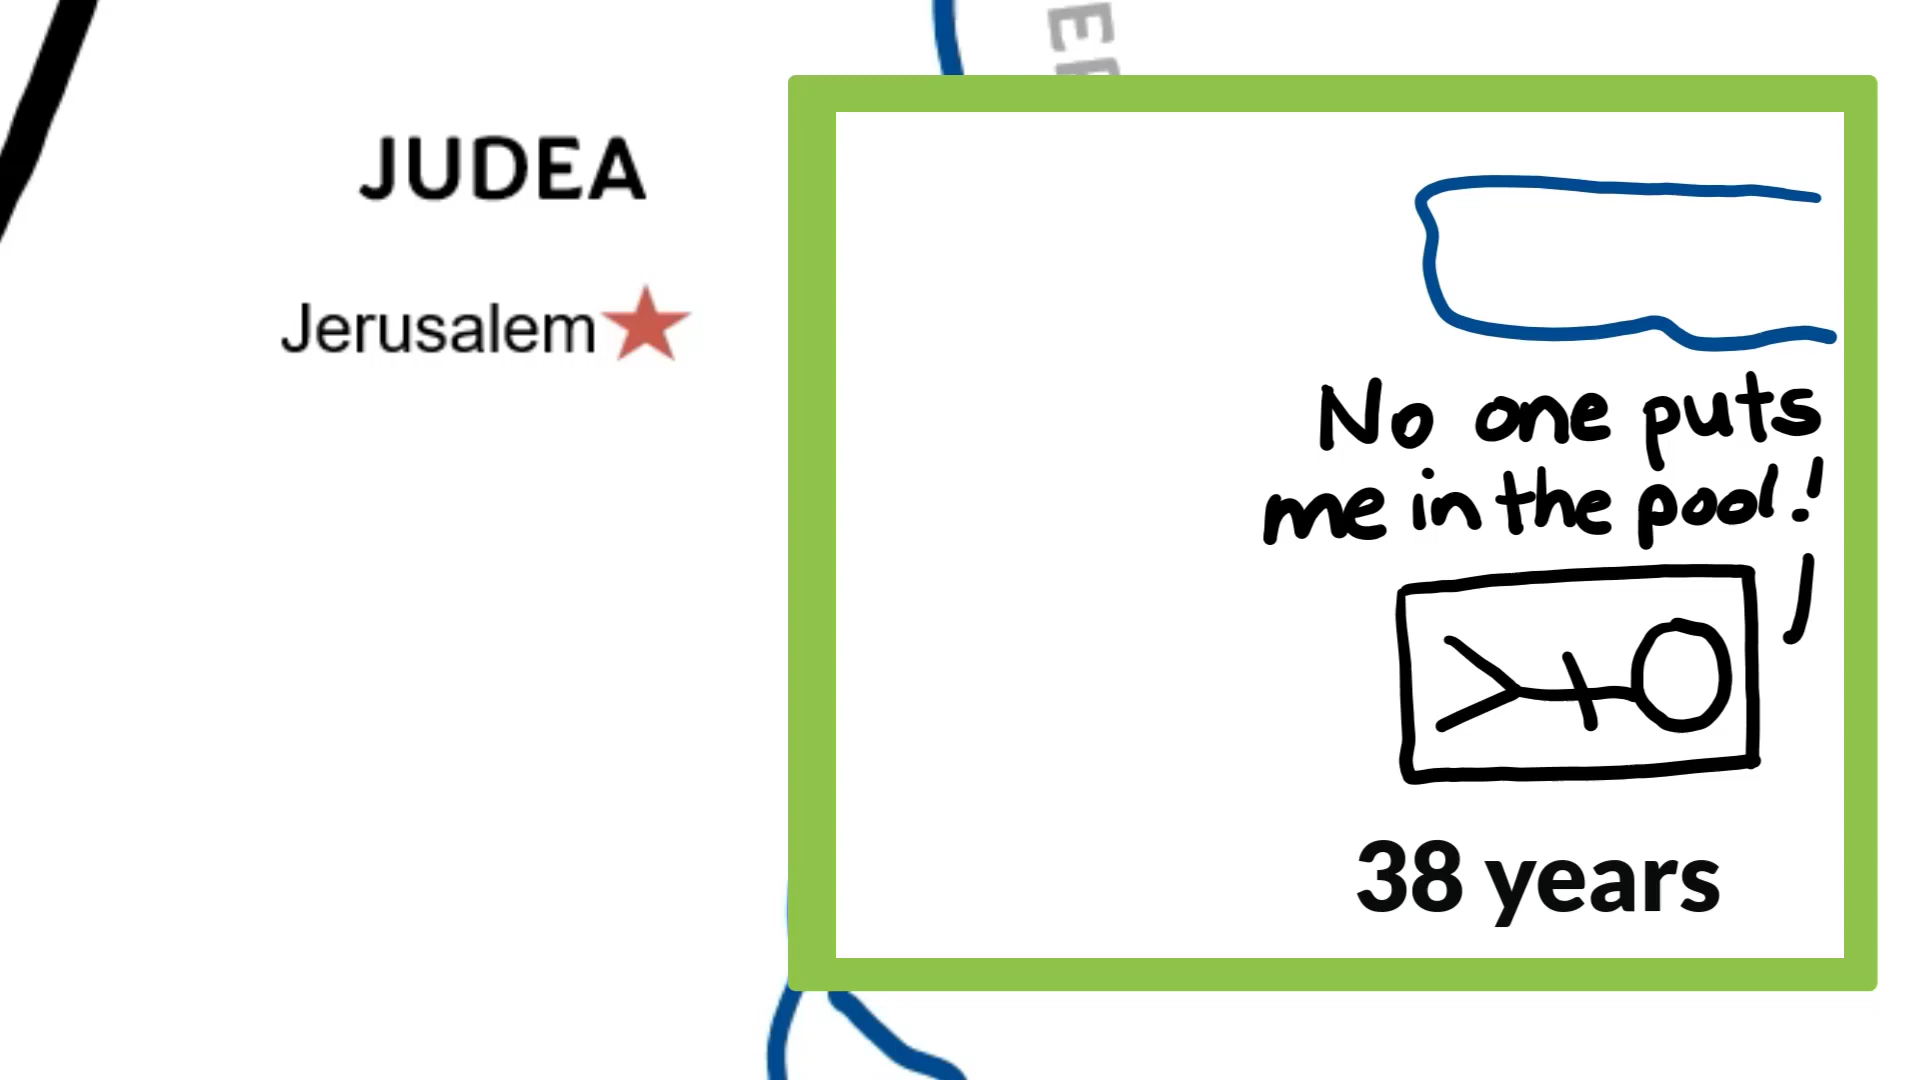 JUDEA
Jerusalem
No one puts
me in the pool!
38 years